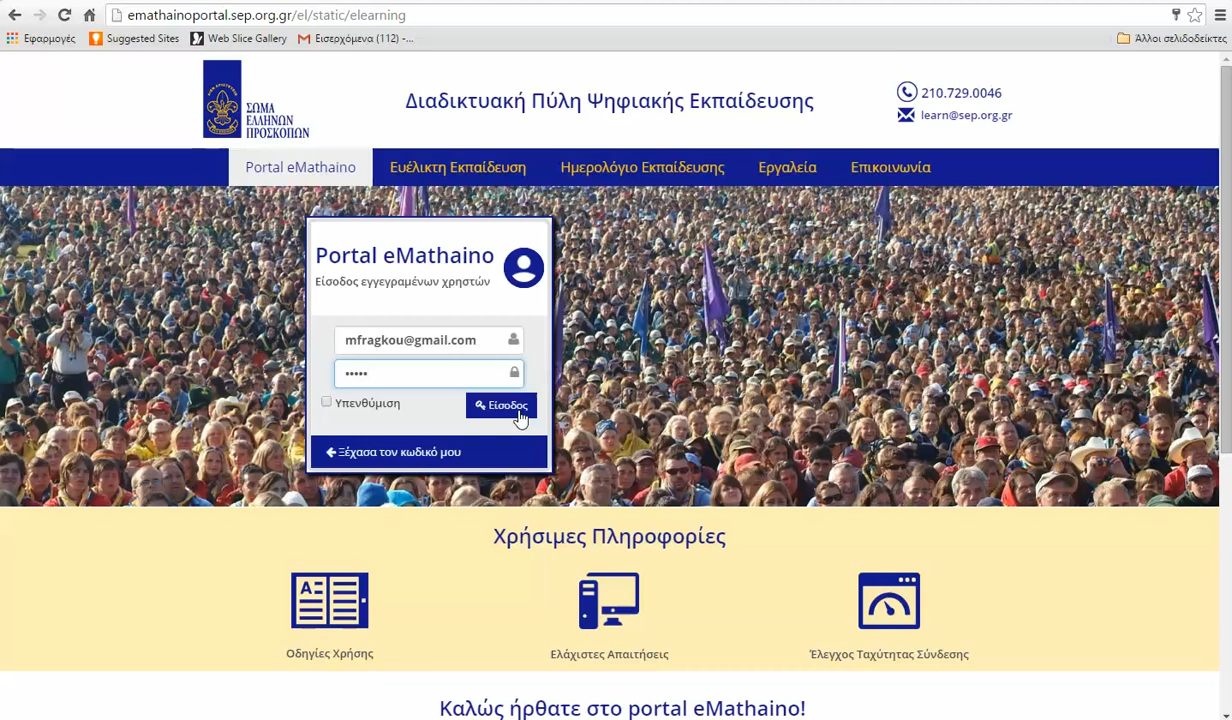 emathainoportal.sep.org.gr/el/static/elearning
Εφαρμογές Suggested Sites Web Slice Gallery Εισερχόμενα (112) -... Άλλοι σελιδοδείκτες
ΣΩΜΑ
ΕΛΛΗΝΩΝ
ΠΡΟΣΚΟΠΩΝ
Διαδικτυακή Πύλη Ψηφιακής Εκπαίδευσης
210.729.0046
learn@sep.org.gr
Portal eMathaino Ευέλικτη Εκπαίδευση Ημερολόγιο Εκπαίδευσης Εργαλεία Επικοινωνία
Portal eMathaino
Είσοδος εγγεγραμένων χρηστών
mfragkou@gmail.com
•••••
Υπενθύμιση Είσοδος
Ξέχασα τον κωδικό μου
Χρήσιμες Πληροφορίες
Οδηγίες Χρήσης Ελάχιστες Απαιτήσεις Έλεγχος Ταχύτητας Σύνδεσης
Καλώς ήρθατε στο portal eMathaino!